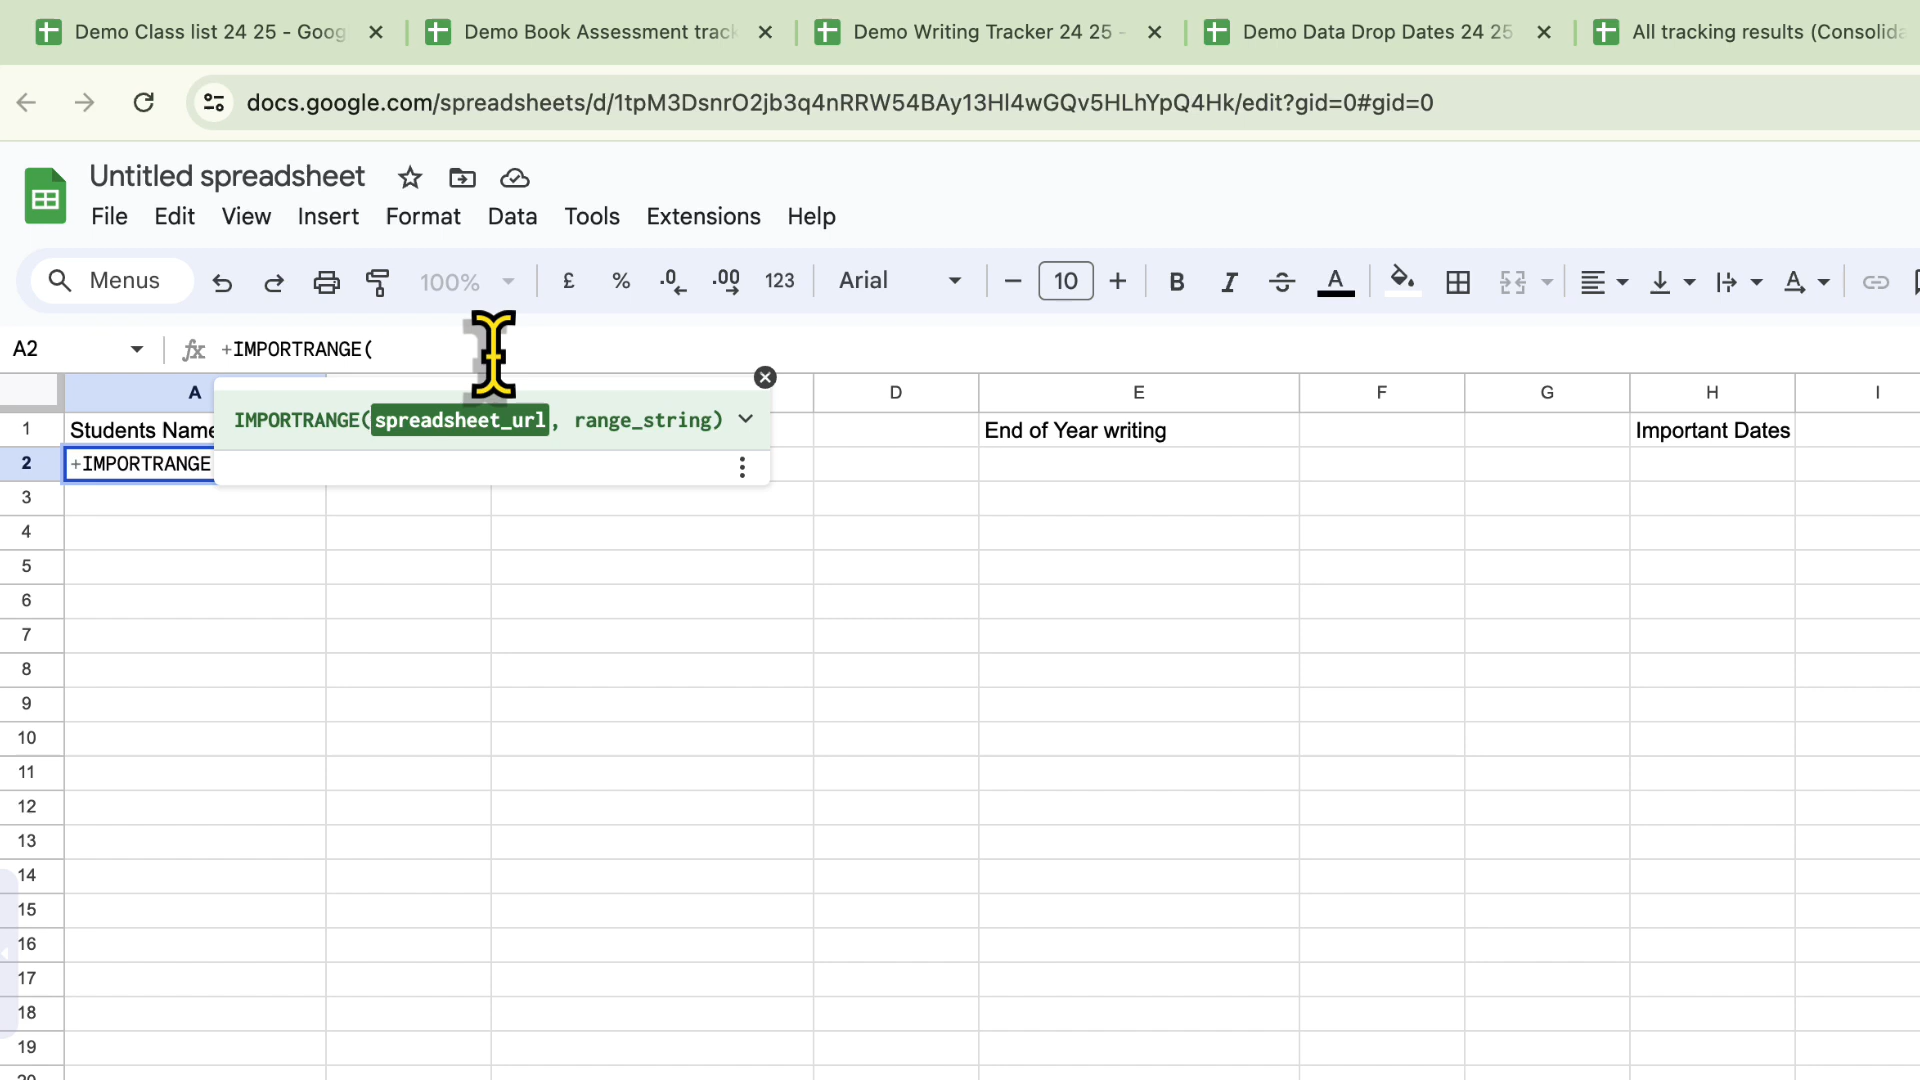 Demo Class list 24 25 - Goog
Demo Book Assessment track
Demo Writing Tracker 24 25 -
Demo Data Drop Dates 24 25
All tracking results (Consolida
docs.google.com/spreadsheets/d/1tpM3DsnrO2jb3q4nRRW54BAy13Hl4wGQv5HLhYpQ4Hk/edit?gid=0#gid=0
Untitled spreadsheet
File Edit View Insert Format Data Tools Extensions Help
Menus 100% £ % .0 .00 123 Arial 10 B I S A A
A2 fx +IMPORTRANGE(
A D E F G H I
IMPORTRANGE(spreadsheet_url, range_string)
1 Students Name End of Year writing Important Dates
2 +IMPORTRANGE
3
4
5
6
7
8
9
10
11
12
13
14
15
16
17
18
19
20